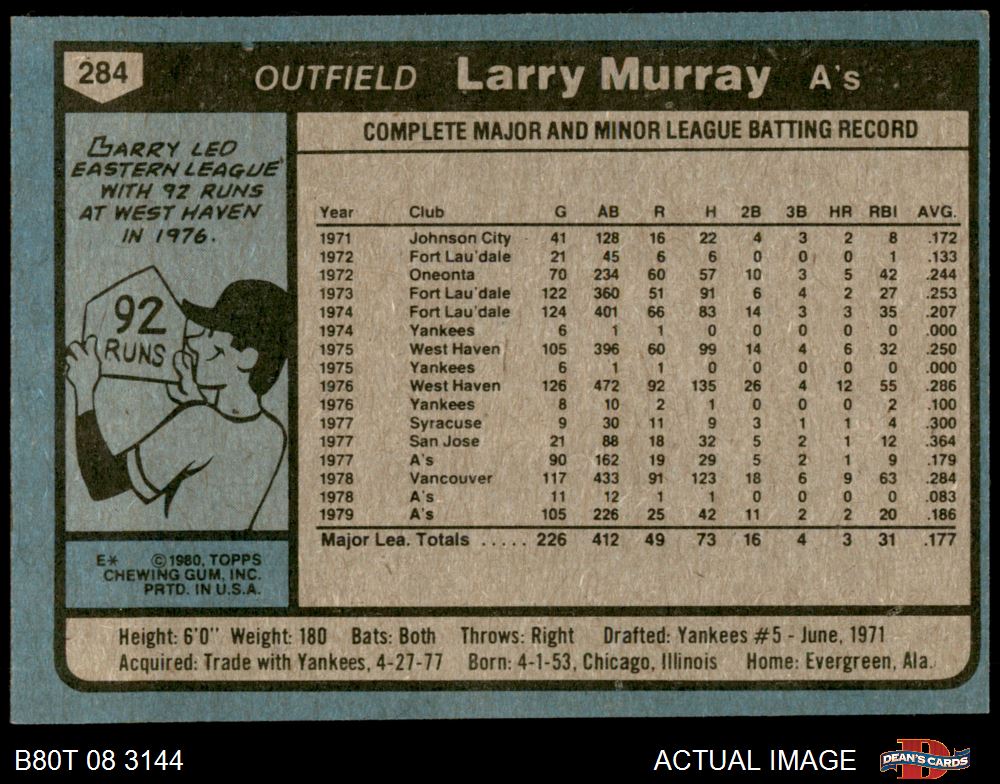 284 OUTFIELD Larry Murray A's
LARRY LED
EASTERN LEAGUE
WITH 92 RUNS
AT WEST HAVEN
IN 1976.
92
RUNS
E* © 1980, TOPPS
CHEWING GUM, INC.
PRTD. IN U.S.A.
COMPLETE MAJOR AND MINOR LEAGUE BATTING RECORD
Year Club G AB R H 2B 3B HR RBI AVG.
1971 Johnson City 41 128 16 22 4 3 2 8 .172
1972 Fort Lau'dale 21 45 6 6 0 0 0 1 .133
1972 Oneonta 70 234 60 57 10 3 5 42 .244
1973 Fort Lau'dale 122 360 51 91 6 4 2 27 .253
1974 Fort Lau'dale 124 401 66 83 14 3 3 35 .207
1974 Yankees 6 1 1 0 0 0 0 0 .000
1975 West Haven 105 396 60 99 14 4 6 32 .250
1975 Yankees 6 1 1 0 0 0 0 0 .000
1976 West Haven 126 472 92 135 26 4 12 55 .286
1976 Yankees 8 10 2 1 0 0 0 2 .100
1977 Syracuse 9 30 11 9 3 1 1 4 .300
1977 San Jose 21 88 18 32 5 2 1 12 .364
1977 A's 90 162 19 29 5 2 1 9 .179
1978 Vancouver 117 433 91 123 18 6 9 63 .284
1978 A's 11 12 1 1 0 0 0 0 .083
1979 A's 105 226 25 42 11 2 2 20 .186
Major Lea. Totals ..... 226 412 49 73 16 4 3 31 .177
Height: 6'0" Weight: 180 Bats: Both Throws: Right Drafted: Yankees #5 - June, 1971
Acquired: Trade with Yankees, 4-27-77 Born: 4-1-53, Chicago, Illinois Home: Evergreen, Ala.
B80T 08 3144 ACTUAL IMAGE DEAN'S CARDS